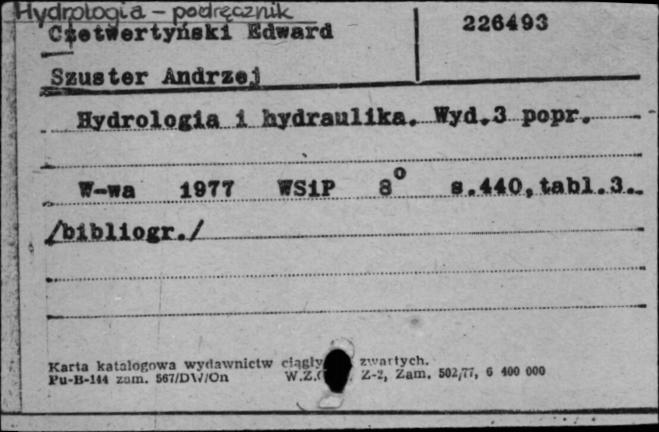 Hydrologia - podręcznik
Czetwertyński Edward 226493
Szuster Andrzej
Hydrologia i hydraulika. Wyd.3 popr.
W-wa 1977 WSiP 8° s.440, tabl.3.
/bibliogr./
Karta katalogowa wydawnictw zwartych.
Pu-B-144 zam. 567/DW/On Z-2, Zam. 502/77, 6 400 000